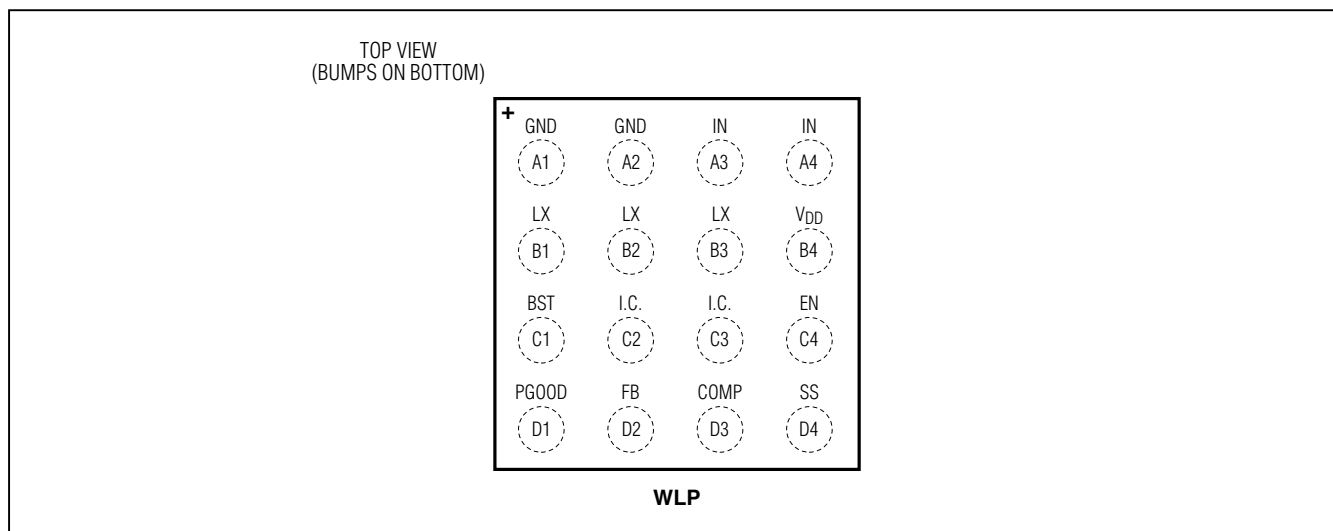 TOP VIEW
(BUMPS ON BOTTOM)
+
GND GND IN IN
A1 A2 A3 A4
LX LX LX VDD
B1 B2 B3 B4
BST I.C. I.C. EN
C1 C2 C3 C4
PGOOD FB COMP SS
D1 D2 D3 D4
WLP